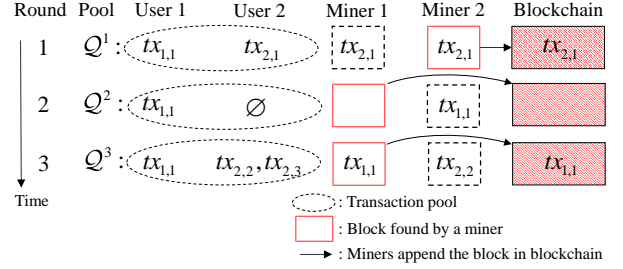 Round Pool User 1 User 2 Miner 1 Miner 2 Blockchain
1 𝒬¹ : tx₁,₁ tx₂,₁ tx₂,₁ tx₂,₁ tx₂,₁
2 𝒬² : tx₁,₁ ∅ tx₁,₁
3 𝒬³ : tx₁,₁ tx₂,₂, tx₂,₃ tx₁,₁ tx₂,₂ tx₁,₁
Time
: Transaction pool
: Block found by a miner
: Miners append the block in blockchain